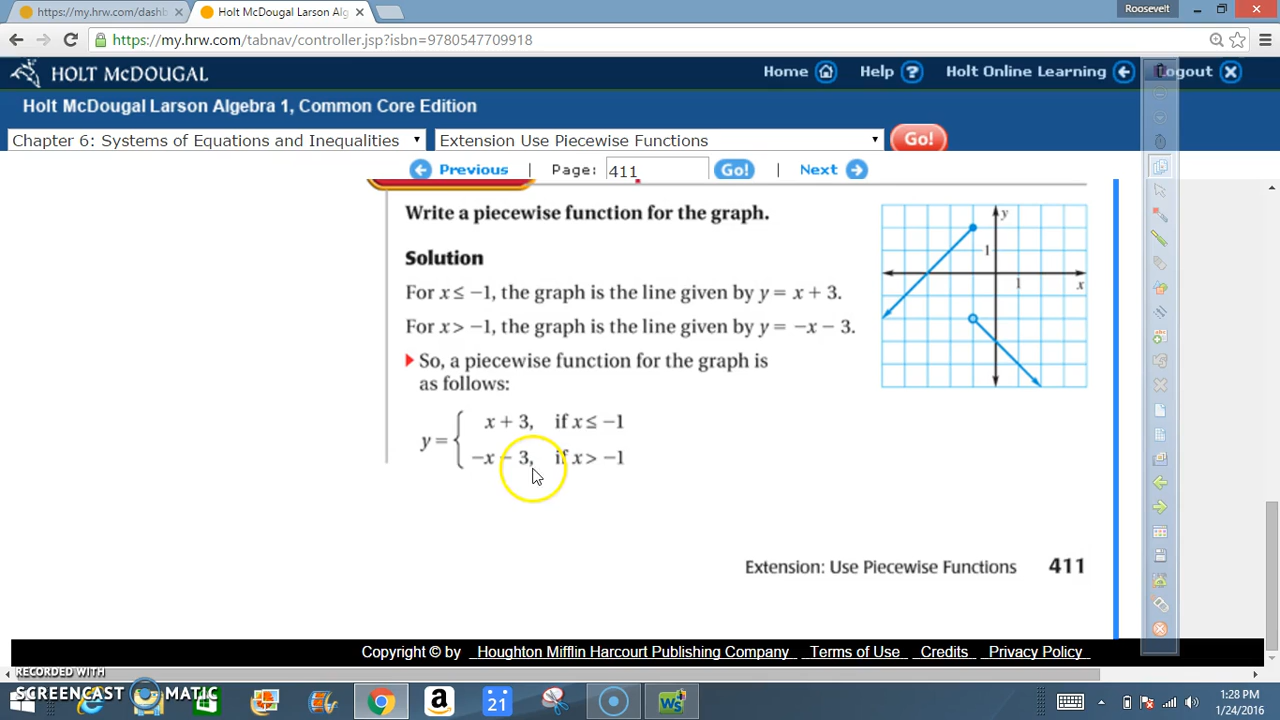 https://my.hrw.com/dashb
Holt McDougal Larson Alge
Roosevelt
https://my.hrw.com/tabnav/controller.jsp?isbn=9780547709918
HOLT McDOUGAL
Home
Help
Holt Online Learning
Logout
Holt McDougal Larson Algebra 1, Common Core Edition
Chapter 6: Systems of Equations and Inequalities
Extension Use Piecewise Functions
Go!
Previous | Page: 411 Go! | Next
Write a piecewise function for the graph.
Solution
For x ≤ −1, the graph is the line given by y = x + 3.
For x > −1, the graph is the line given by y = −x − 3.
So, a piecewise function for the graph is
as follows:
y = { x + 3, if x ≤ −1
−x − 3, if x > −1
y
1
1
x
Extension: Use Piecewise Functions 411
Copyright © by Houghton Mifflin Harcourt Publishing Company Terms of Use Credits Privacy Policy
RECORDED WITH
SCREENCAST MATIC
a
21
WS
1:28 PM
1/24/2016